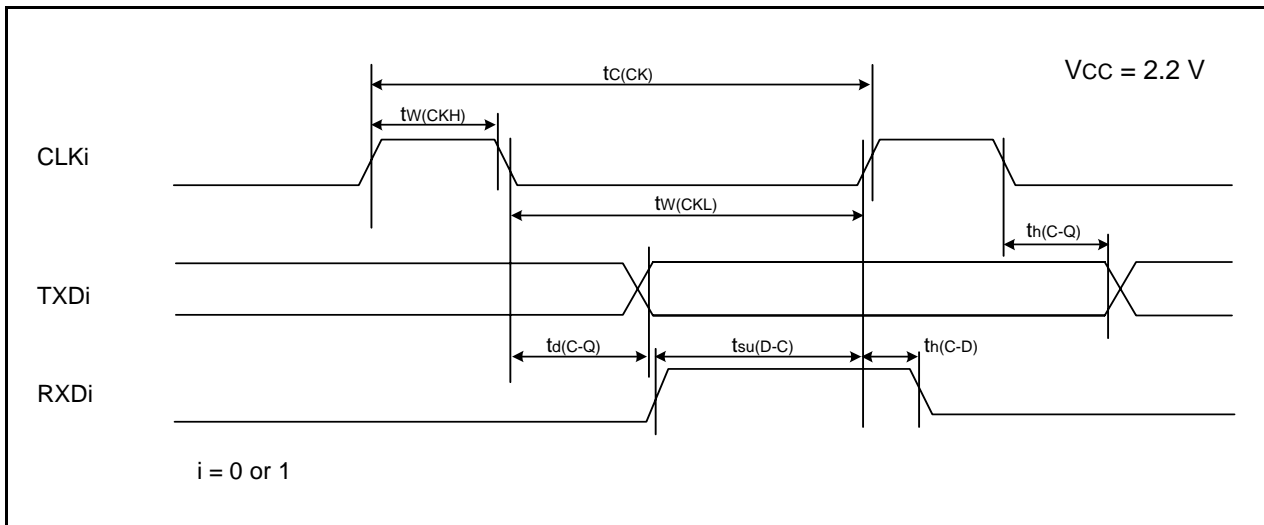 tC(CK)
VCC = 2.2 V
tW(CKH)
CLKi
tW(CKL)
th(C-Q)
TXDi
td(C-Q)
tsu(D-C)
th(C-D)
RXDi
i = 0 or 1